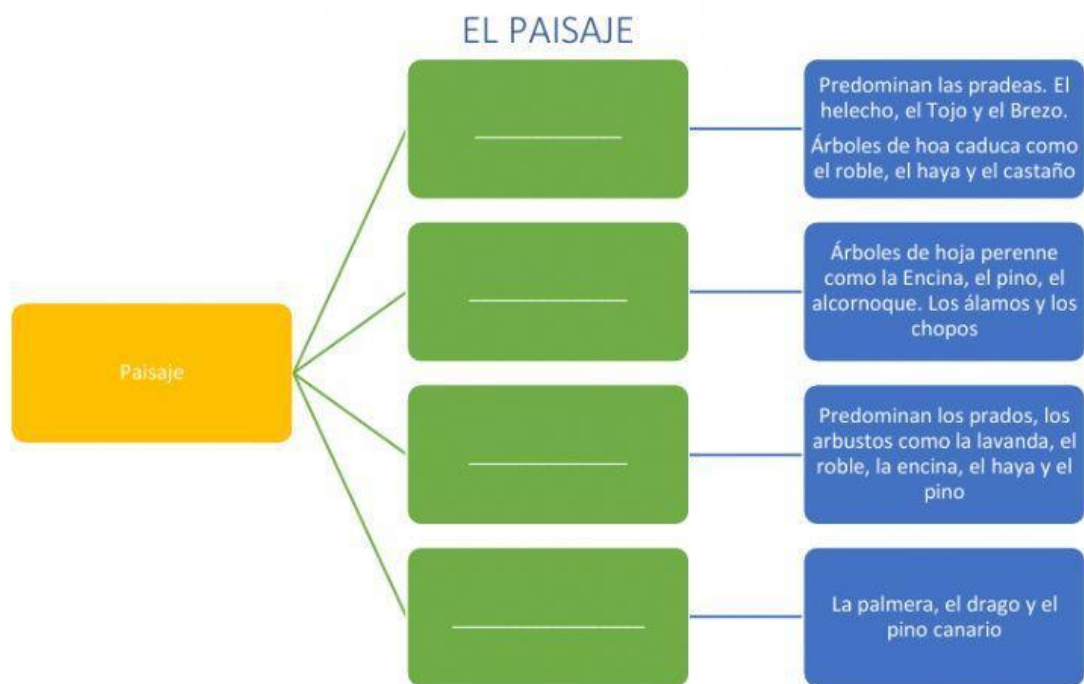 EL PAISAJE
Paisaje
Predominan las pradeas. El
helecho, el Tojo y el Brezo.
Árboles de hoa caduca como
el roble, el haya y el castaño
Árboles de hoja perenne
como la Encina, el pino, el
alcornoque. Los álamos y los
chopos
Predominan los prados, los
arbustos como la lavanda, el
roble, la encina, el haya y el
pino
La palmera, el drago y el
pino canario